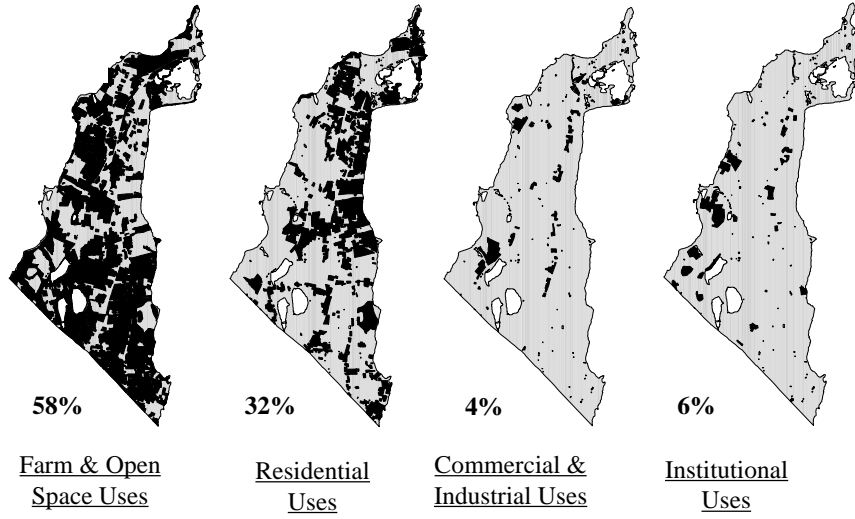 58%
32%
4%
6%
Farm & Open
Space Uses
Residential
Uses
Commercial &
Industrial Uses
Institutional
Uses